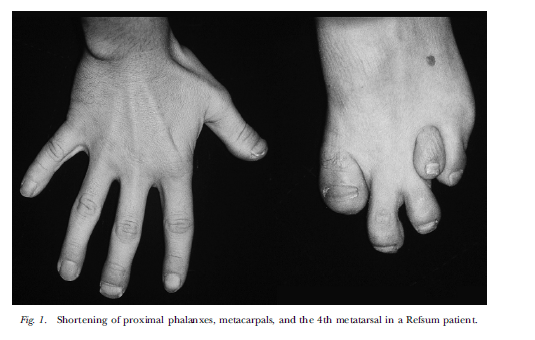 Fig. 1. Shortening of proximal phalanxes, metacarpals, and the 4th metatarsal in a Refsum patient.